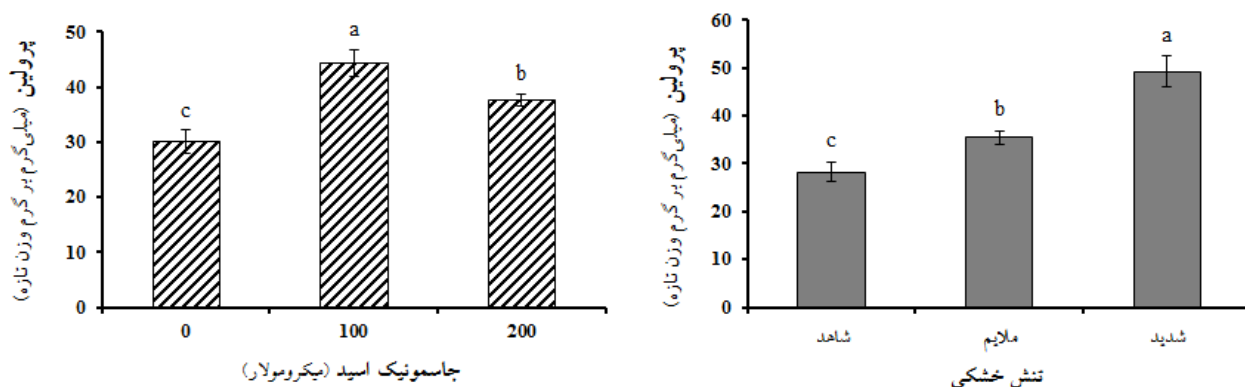 پرولین (میلی‌گرم بر گرم وزن تازه)
50
40
30
20
10
0
c
a
b
0 100 200
جاسمونیک اسید (میکرومولار)
پرولین (میلی‌گرم بر گرم وزن تازه)
60
50
40
30
20
10
0
c
b
a
شاهد ملایم شدید
تنش خشکی